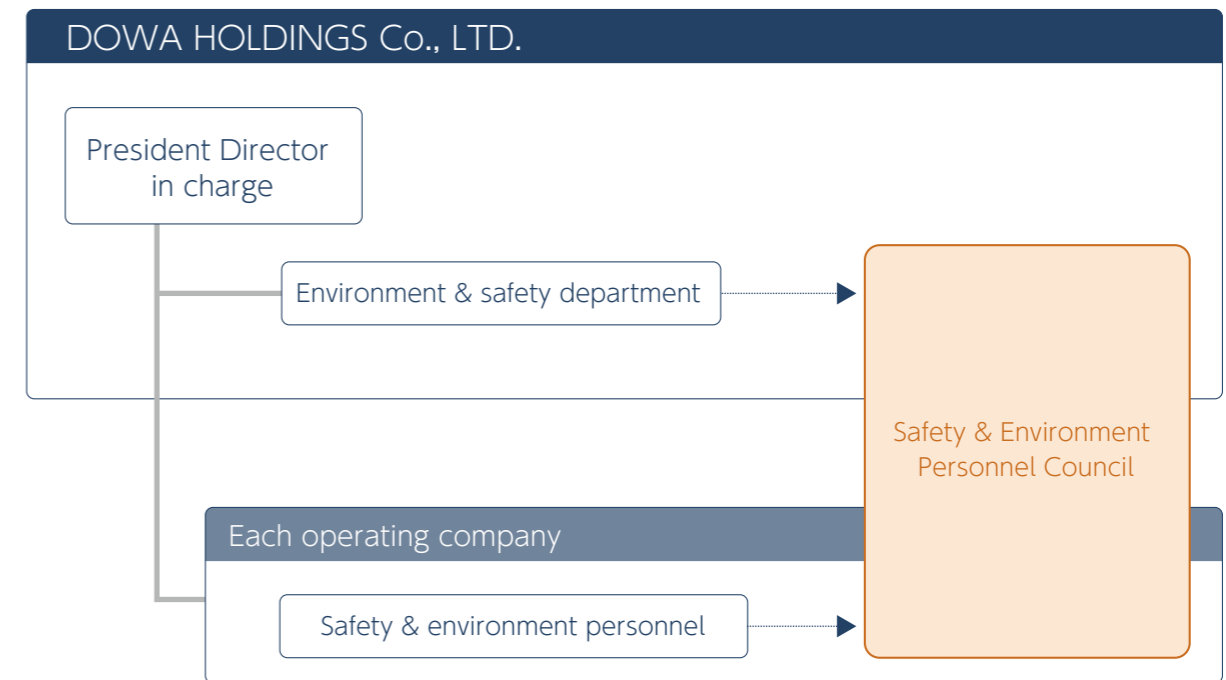 DOWA HOLDINGS Co., LTD.
President Director
in charge
Environment & safety department
Safety & Environment
Personnel Council
Each operating company
Safety & environment personnel